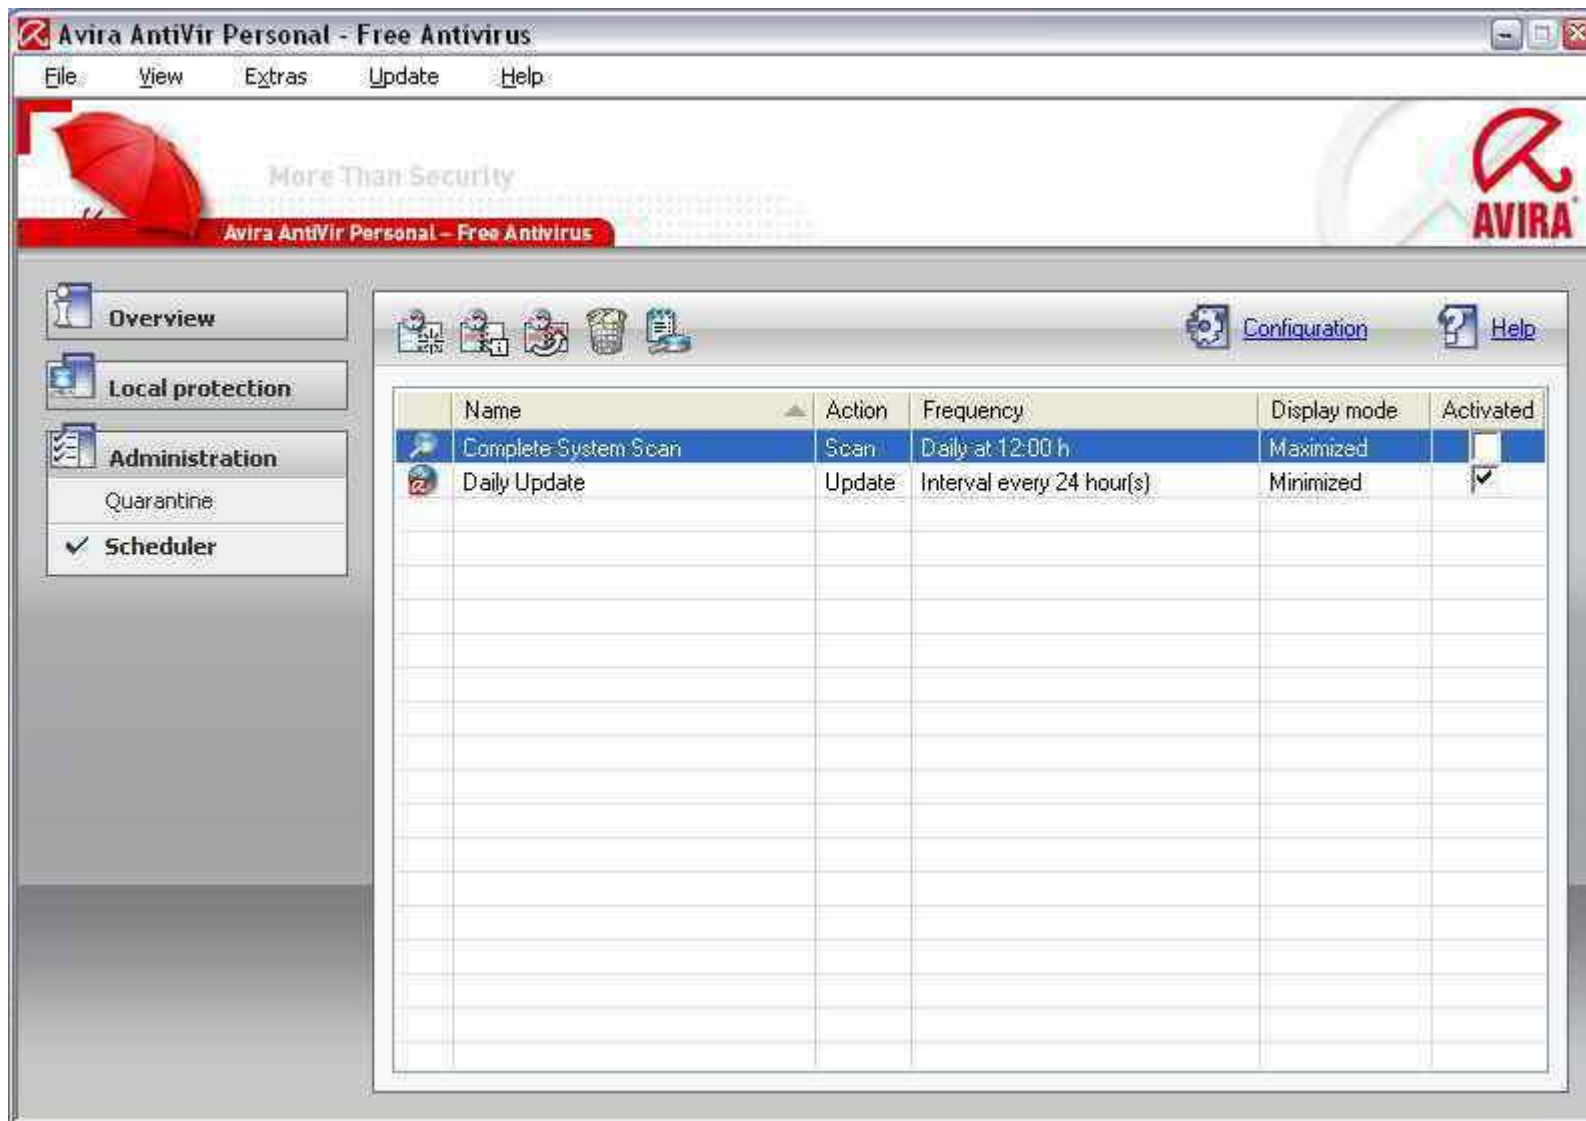 Avira AntiVir Personal - Free Antivirus
File View Extras Update Help
More Than Security
Avira AntiVir Personal – Free Antivirus
AVIRA
Overview
Local protection
Administration
Quarantine
Scheduler
Configuration Help
Name Action Frequency Display mode Activated
Complete System Scan Scan Daily at 12:00 h Maximized
Daily Update Update Interval every 24 hour(s) Minimized